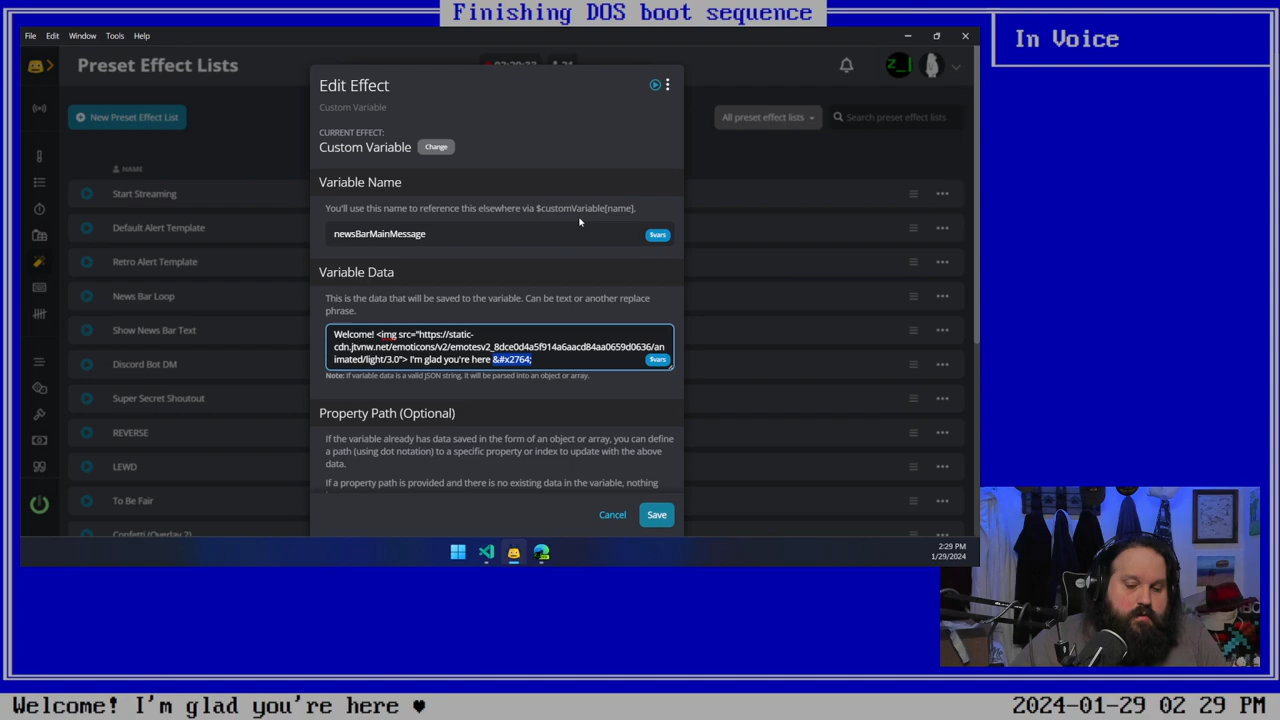 Finishing DOS boot sequence
In Voice
File Edit Window Tools Help
Preset Effect Lists
New Preset Effect List
All preset effect lists
Search preset effect lists
NAME
Start Streaming
Default Alert Template
Retro Alert Template
News Bar Loop
Show News Bar Text
Discord Bot DM
Super Secret Shoutout
REVERSE
LEWD
To Be Fair
Confetti (Overlay 2)
Edit Effect
Custom Variable
CURRENT EFFECT:
Custom Variable Change
Variable Name
You'll use this name to reference this elsewhere via $customVariable[name].
newsBarMainMessage $vars
Variable Data
This is the data that will be saved to the variable. Can be text or another replace
phrase.
Welcome! <img src="https://static-
cdn.jtvnw.net/emoticons/v2/emotesv2_8dce0d4a5f914a6aacd84aa0659d0636/an
imated/light/3.0"> I'm glad you're here &#x2764; $vars
Note: If variable data is a valid JSON string, it will be parsed into an object or array.
Property Path (Optional)
If the variable already has data saved in the form of an object or array, you can define
a path (using dot notation) to a specific property or index to update with the above
data.
If a property path is provided and there is no existing data in the variable, nothing
Cancel Save
2:29 PM
1/29/2024
Welcome! I'm glad you're here ♥
2024-01-29 02 29 PM